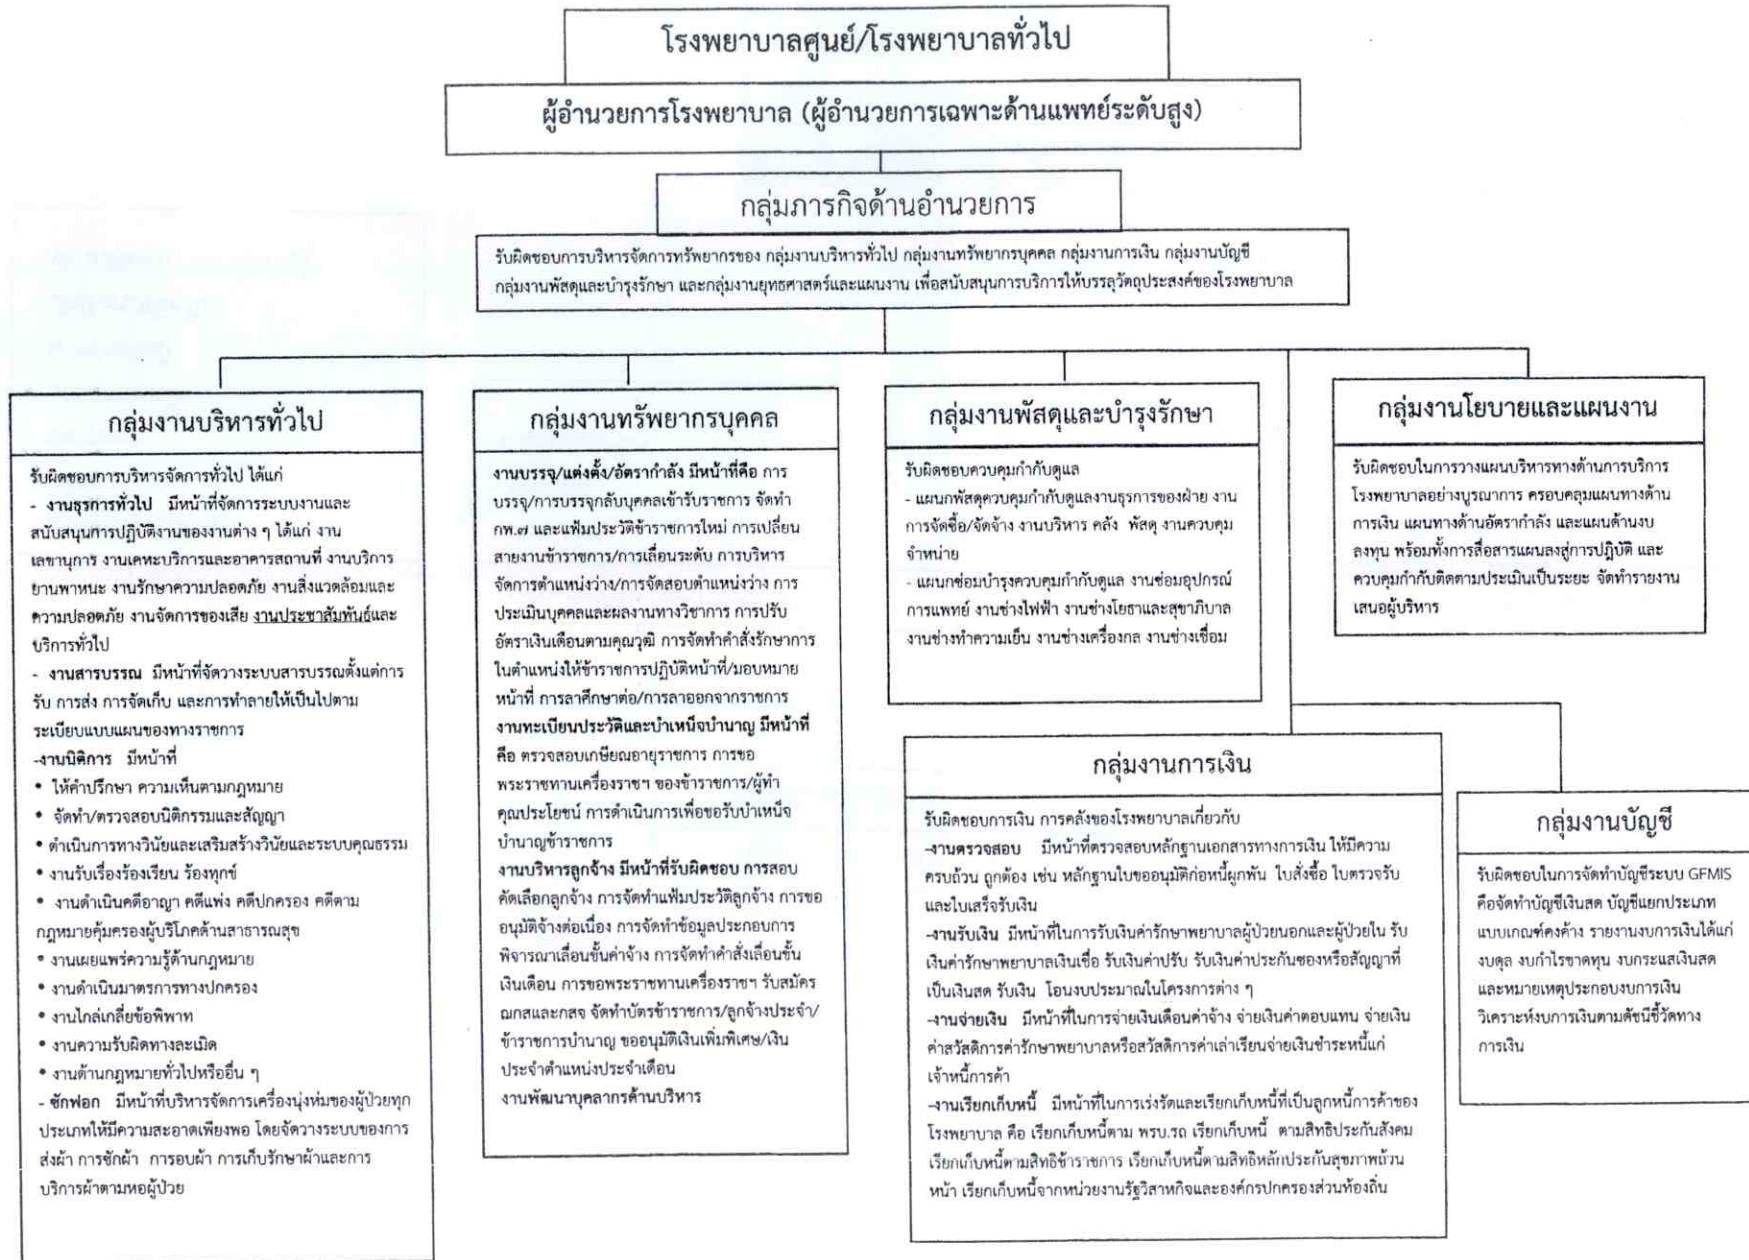 โรงพยาบาลศูนย์/โรงพยาบาลทั่วไป
ผู้อำนวยการโรงพยาบาล (ผู้อำนวยการเฉพาะด้านแพทย์ระดับสูง)
กลุ่มภารกิจด้านอำนวยการ
รับผิดชอบการบริหารจัดการทรัพยากรของ กลุ่มงานบริหารทั่วไป กลุ่มงานทรัพยากรบุคคล กลุ่มงานการเงิน กลุ่มงานบัญชี
กลุ่มงานพัสดุและบำรุงรักษา และกลุ่มงานยุทธศาสตร์และแผนงาน เพื่อสนับสนุนการบริการให้บรรลุวัตถุประสงค์ของโรงพยาบาล
กลุ่มงานบริหารทั่วไป
รับผิดชอบการบริหารจัดการทั่วไป ได้แก่
- งานธุรการทั่วไป มีหน้าที่จัดการระบบงานและ
สนับสนุนการปฏิบัติงานของงานต่าง ๆ ได้แก่ งาน
เลขานุการ งานเคหะบริการและอาคารสถานที่ งานบริการ
ยานพาหนะ งานรักษาความปลอดภัย งานสิ่งแวดล้อมและ
ความปลอดภัย งานจัดการของเสีย งานประชาสัมพันธ์และ
บริการทั่วไป
- งานสารบรรณ มีหน้าที่จัดวางระบบสารบรรณตั้งแต่การ
รับ การส่ง การจัดเก็บ และการทำลายให้เป็นไปตาม
ระเบียบแบบแผนของทางราชการ
-งานนิติการ มีหน้าที่
• ให้คำปรึกษา ความเห็นตามกฎหมาย
• จัดทำ/ตรวจสอบนิติกรรมและสัญญา
• ดำเนินการทางวินัยและเสริมสร้างวินัยและระบบคุณธรรม
• งานรับเรื่องร้องเรียน ร้องทุกข์
• งานดำเนินคดีอาญา คดีแพ่ง คดีปกครอง คดีตาม
กฎหมายคุ้มครองผู้บริโภคด้านสาธารณสุข
• งานเผยแพร่ความรู้ด้านกฎหมาย
• งานดำเนินมาตรการทางปกครอง
• งานไกล่เกลี่ยข้อพิพาท
• งานความรับผิดทางละเมิด
• งานด้านกฎหมายทั่วไปหรืออื่น ๆ
- ซักฟอก มีหน้าที่บริหารจัดการเครื่องนุ่งห่มของผู้ป่วยทุก
ประเภทให้มีความสะอาดเพียงพอ โดยจัดวางระบบของการ
ส่งผ้า การซักผ้า การอบผ้า การเก็บรักษาผ้าและการ
บริการผ้าตามหอผู้ป่วย
กลุ่มงานทรัพยากรบุคคล
งานบรรจุ/แต่งตั้ง/อัตรากำลัง มีหน้าที่คือ การ
บรรจุ/การบรรจุกลับบุคคลเข้ารับราชการ จัดทำ
กพ.๗ และแฟ้มประวัติข้าราชการใหม่ การเปลี่ยน
สายงานข้าราชการ/การเลื่อนระดับ การบริหาร
จัดการตำแหน่งว่าง/การจัดสอบตำแหน่งว่าง การ
ประเมินบุคคลและผลงานทางวิชาการ การปรับ
อัตราเงินเดือนตามคุณวุฒิ การจัดทำคำสั่งรักษาการ
ในตำแหน่งให้ข้าราชการปฏิบัติหน้าที่/มอบหมาย
หน้าที่ การลาศึกษาต่อ/การลาออกจากราชการ
งานทะเบียนประวัติและบำเหน็จบำนาญ มีหน้าที่
คือ ตรวจสอบเกษียณอายุราชการ การขอ
พระราชทานเครื่องราชฯ ของข้าราชการ/ผู้ทำ
คุณประโยชน์ การดำเนินการเพื่อขอรับบำเหน็จ
บำนาญข้าราชการ
งานบริหารลูกจ้าง มีหน้าที่รับผิดชอบ การสอบ
คัดเลือกลูกจ้าง การจัดทำแฟ้มประวัติลูกจ้าง การขอ
อนุมัติจ้างต่อเนื่อง การจัดทำข้อมูลประกอบการ
พิจารณาเลื่อนขั้นค่าจ้าง การจัดทำคำสั่งเลื่อนขั้น
เงินเดือน การขอพระราชทานเครื่องราชฯ รับสมัคร
ฌกสและกสจ จัดทำบัตรข้าราชการ/ลูกจ้างประจำ/
ข้าราชการบำนาญ ขออนุมัติเงินเพิ่มพิเศษ/เงิน
ประจำตำแหน่งประจำเดือน
งานพัฒนาบุคลากรด้านบริหาร
กลุ่มงานพัสดุและบำรุงรักษา
รับผิดชอบควบคุมกำกับดูแล
- แผนกพัสดุควบคุมกำกับดูแลงานธุรการของฝ่าย งาน
การจัดซื้อ/จัดจ้าง งานบริหาร คลัง พัสดุ งานควบคุม
จำหน่าย
- แผนกซ่อมบำรุงควบคุมกำกับดูแล งานซ่อมอุปกรณ์
การแพทย์ งานช่างไฟฟ้า งานช่างโยธาและสุขาภิบาล
งานช่างทำความเย็น งานช่างเครื่องกล งานช่างเชื่อม
กลุ่มงานโยบายและแผนงาน
รับผิดชอบในการวางแผนบริหารทางด้านการบริการ
โรงพยาบาลอย่างบูรณาการ ครอบคลุมแผนทางด้าน
การเงิน แผนทางด้านอัตรากำลัง และแผนด้านงบ
ลงทุน พร้อมทั้งการสื่อสารแผนลงสู่การปฏิบัติ และ
ควบคุมกำกับติดตามประเมินเป็นระยะ จัดทำรายงาน
เสนอผู้บริหาร
กลุ่มงานการเงิน
รับผิดชอบการเงิน การคลังของโรงพยาบาลเกี่ยวกับ
-งานตรวจสอบ มีหน้าที่ตรวจสอบหลักฐานเอกสารทางการเงิน ให้มีความ
ครบถ้วน ถูกต้อง เช่น หลักฐานใบขออนุมัติก่อหนี้ผูกพัน ใบสั่งซื้อ ใบตรวจรับ
และใบเสร็จรับเงิน
-งานรับเงิน มีหน้าที่ในการรับเงินค่ารักษาพยาบาลผู้ป่วยนอกและผู้ป่วยใน รับ
เงินค่ารักษาพยาบาลเงินเชื่อ รับเงินค่าปรับ รับเงินค่าประกันซองหรือสัญญาที่
เป็นเงินสด รับเงิน โอนงบประมาณในโครงการต่าง ๆ
-งานจ่ายเงิน มีหน้าที่ในการจ่ายเงินเดือนค่าจ้าง จ่ายเงินค่าตอบแทน จ่ายเงิน
ค่าสวัสดิการค่ารักษาพยาบาลหรือสวัสดิการค่าเล่าเรียนจ่ายเงินชำระหนี้แก่
เจ้าหนี้การค้า
-งานเรียกเก็บหนี้ มีหน้าที่ในการเร่งรัดและเรียกเก็บหนี้ที่เป็นลูกหนี้การค้าของ
โรงพยาบาล คือ เรียกเก็บหนี้ตาม พรบ.รถ เรียกเก็บหนี้ ตามสิทธิประกันสังคม
เรียกเก็บหนี้ตามสิทธิข้าราชการ เรียกเก็บหนี้ตามสิทธิหลักประกันสุขภาพถ้วน
หน้า เรียกเก็บหนี้จากหน่วยงานรัฐวิสาหกิจและองค์กรปกครองส่วนท้องถิ่น
กลุ่มงานบัญชี
รับผิดชอบในการจัดทำบัญชีระบบ GFMIS
คือจัดทำบัญชีเงินสด บัญชีแยกประเภท
แบบเกณฑ์คงค้าง รายงานงบการเงินได้แก่
งบดุล งบกำไรขาดทุน งบกระแสเงินสด
และหมายเหตุประกอบงบการเงิน
วิเคราะห์งบการเงินตามดัชนีชี้วัดทาง
การเงิน